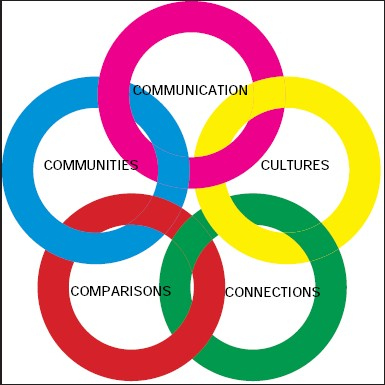 COMMUNICATION
COMMUNITIES
CULTURES
COMPARISONS
CONNECTIONS